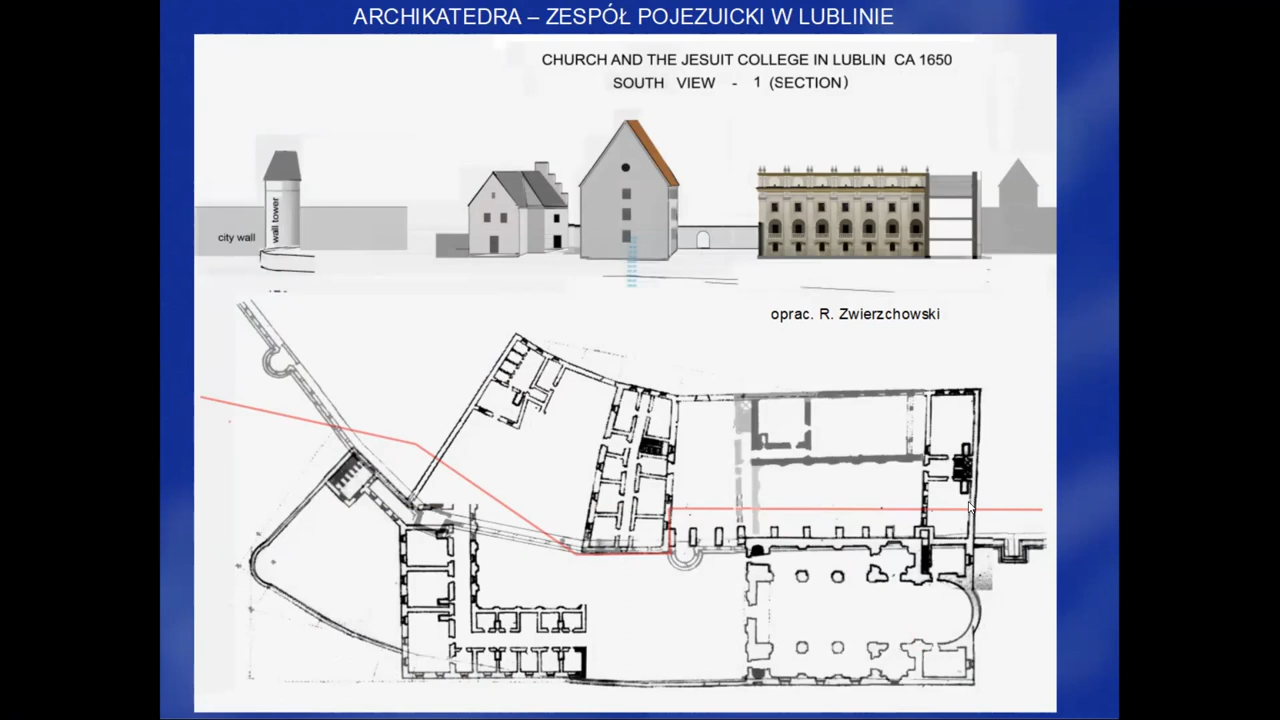 ARCHIKATEDRA – ZESPÓŁ POJEZUICKI W LUBLINIE
CHURCH AND THE JESUIT COLLEGE IN LUBLIN CA 1650
SOUTH VIEW - 1 (SECTION)
wall tower
city wall
oprac. R. Zwierzchowski